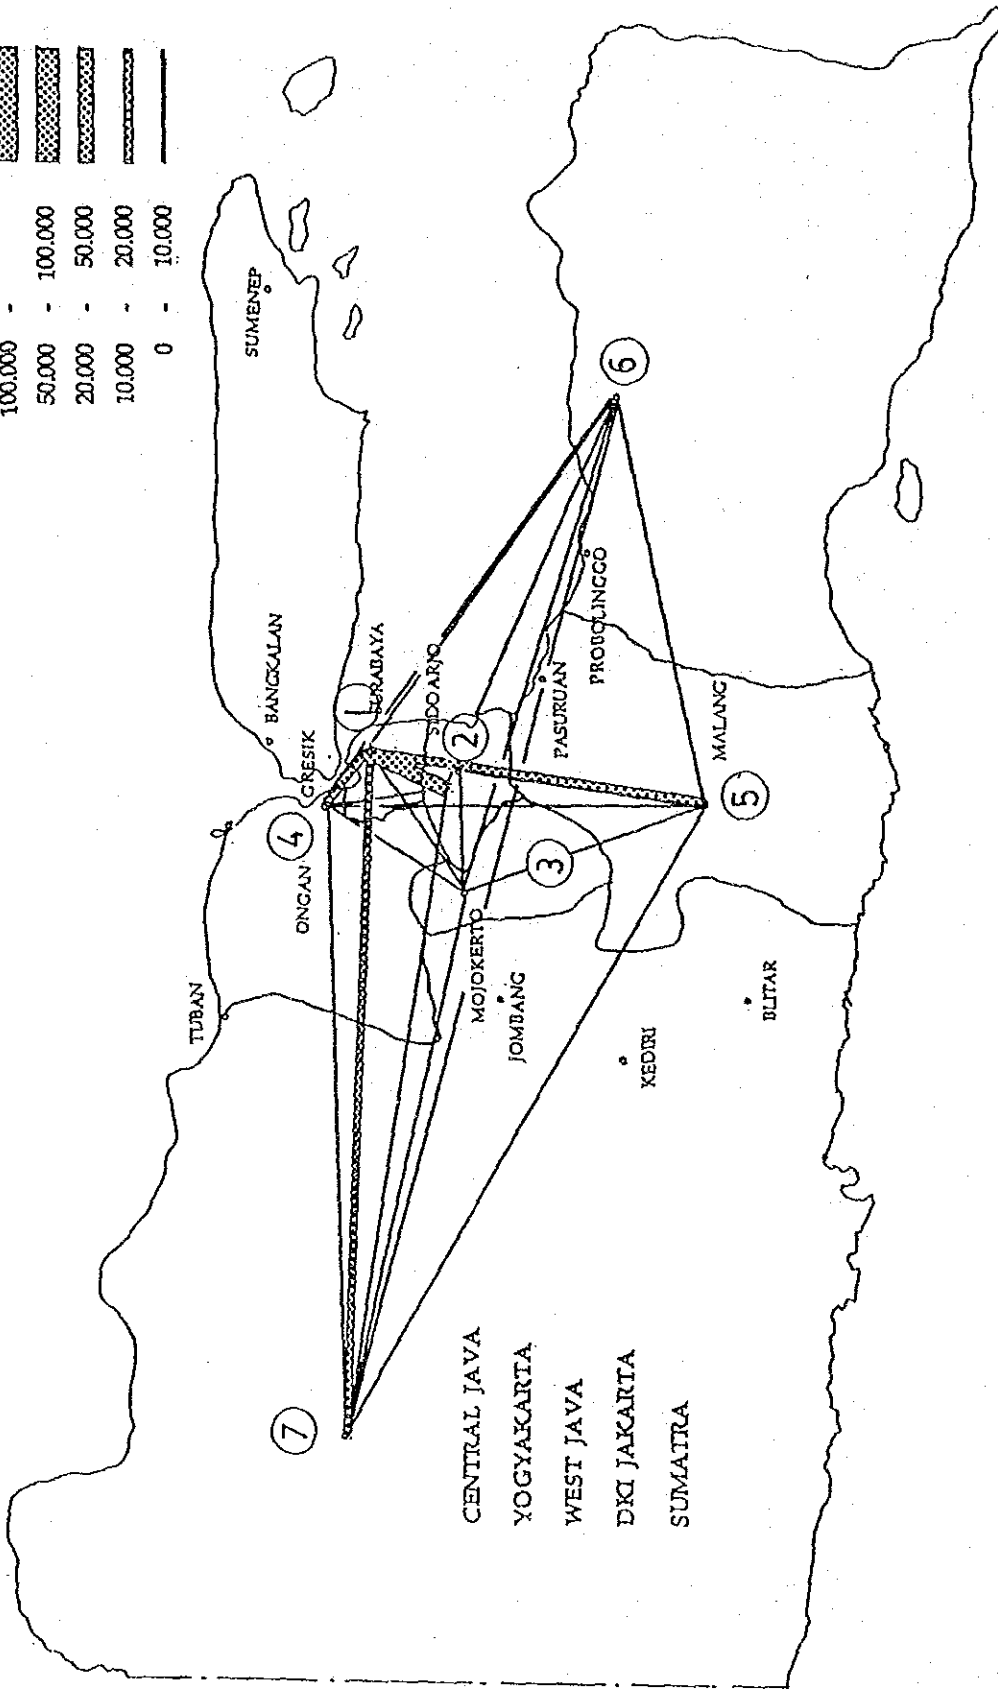 100.000 -
50.000 - 100.000
20.000 - 50.000
10.000 - 20.000
0 - 10.000
SUMENEP
BANGKALAN
TUBAN
ONGAN
GRESIK
4
1
URABAYA
7
SIDOARJO
2
6
MOJOKERTO
JOMBANG
3
PASURUAN
PROBOLINGGO
KEDIRI
MALANG
5
BLITAR
CENTRAL JAVA
YOGYAKARTA
WEST JAVA
DKI JAKARTA
SUMATRA